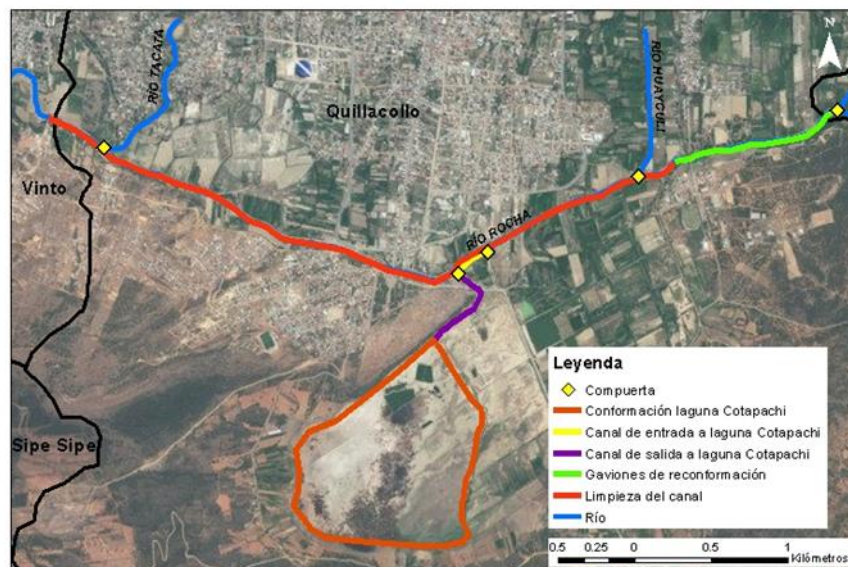 N
RÍO TACATA
Quillacollo
RÍO HUAYCULI
Vinto
RÍO ROCHA
Sipe Sipe
Leyenda
Compuerta
Conformación laguna Cotapachi
Canal de entrada a laguna Cotapachi
Canal de salida a laguna Cotapachi
Gaviones de reconformación
Limpieza del canal
Río
0.5 0.25 0 0.5 1
Kilómetros